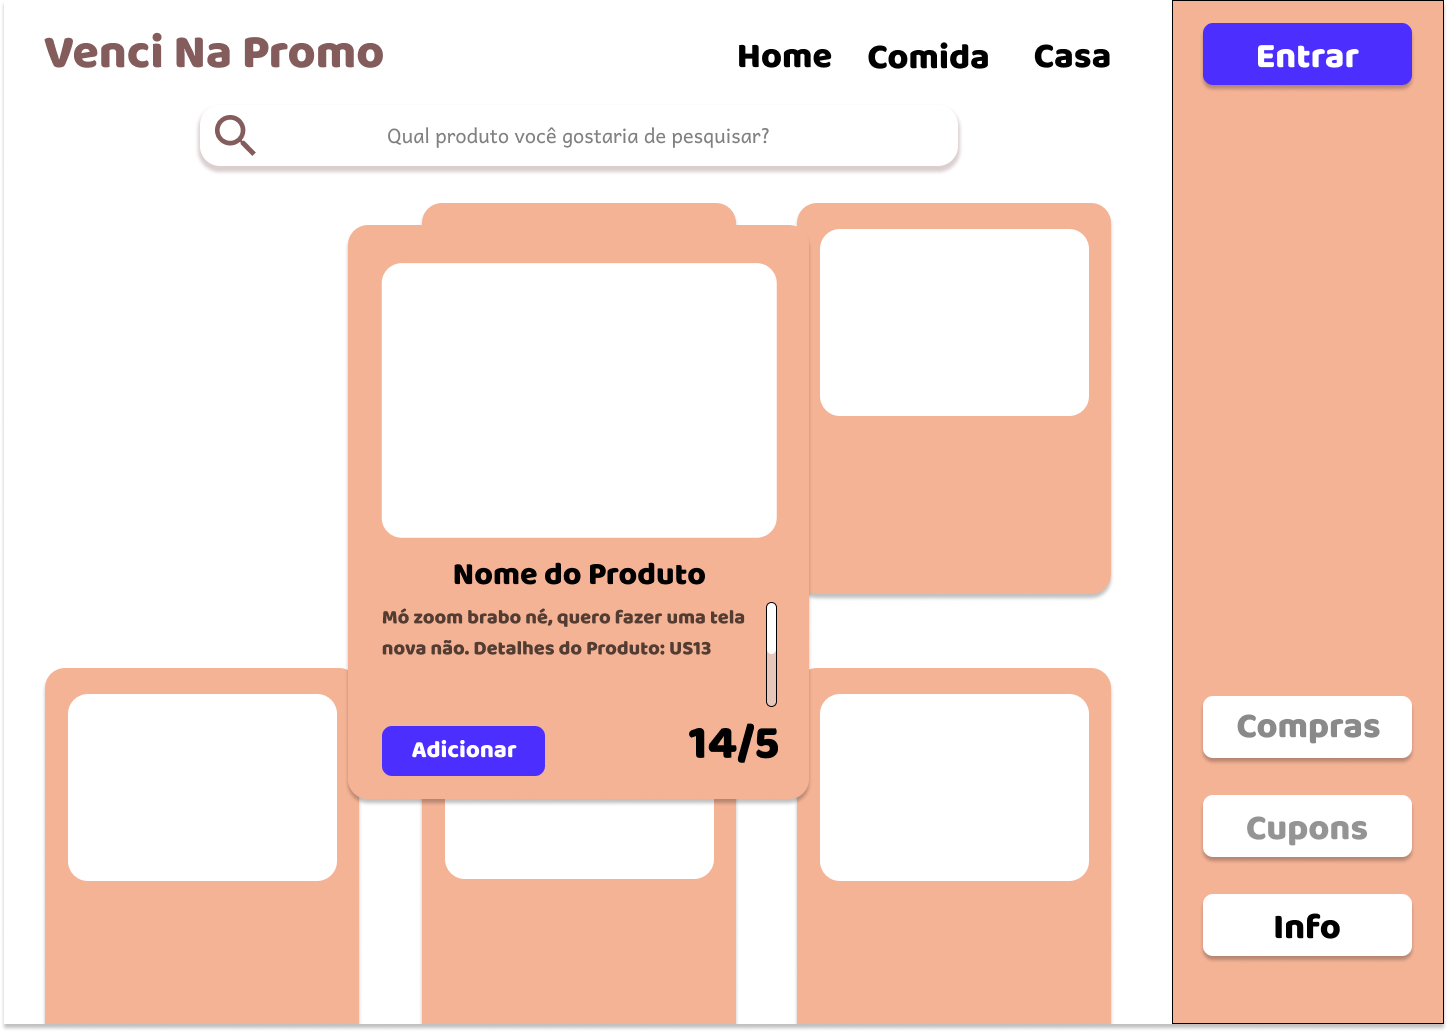 Venci Na Promo
Home
Comida
Casa
Entrar
Qual produto você gostaria de pesquisar?
Nome do Produto
Mó zoom brabo né, quero fazer uma tela
nova não. Detalhes do Produto: US13
Adicionar
14/5
Compras
Cupons
Info